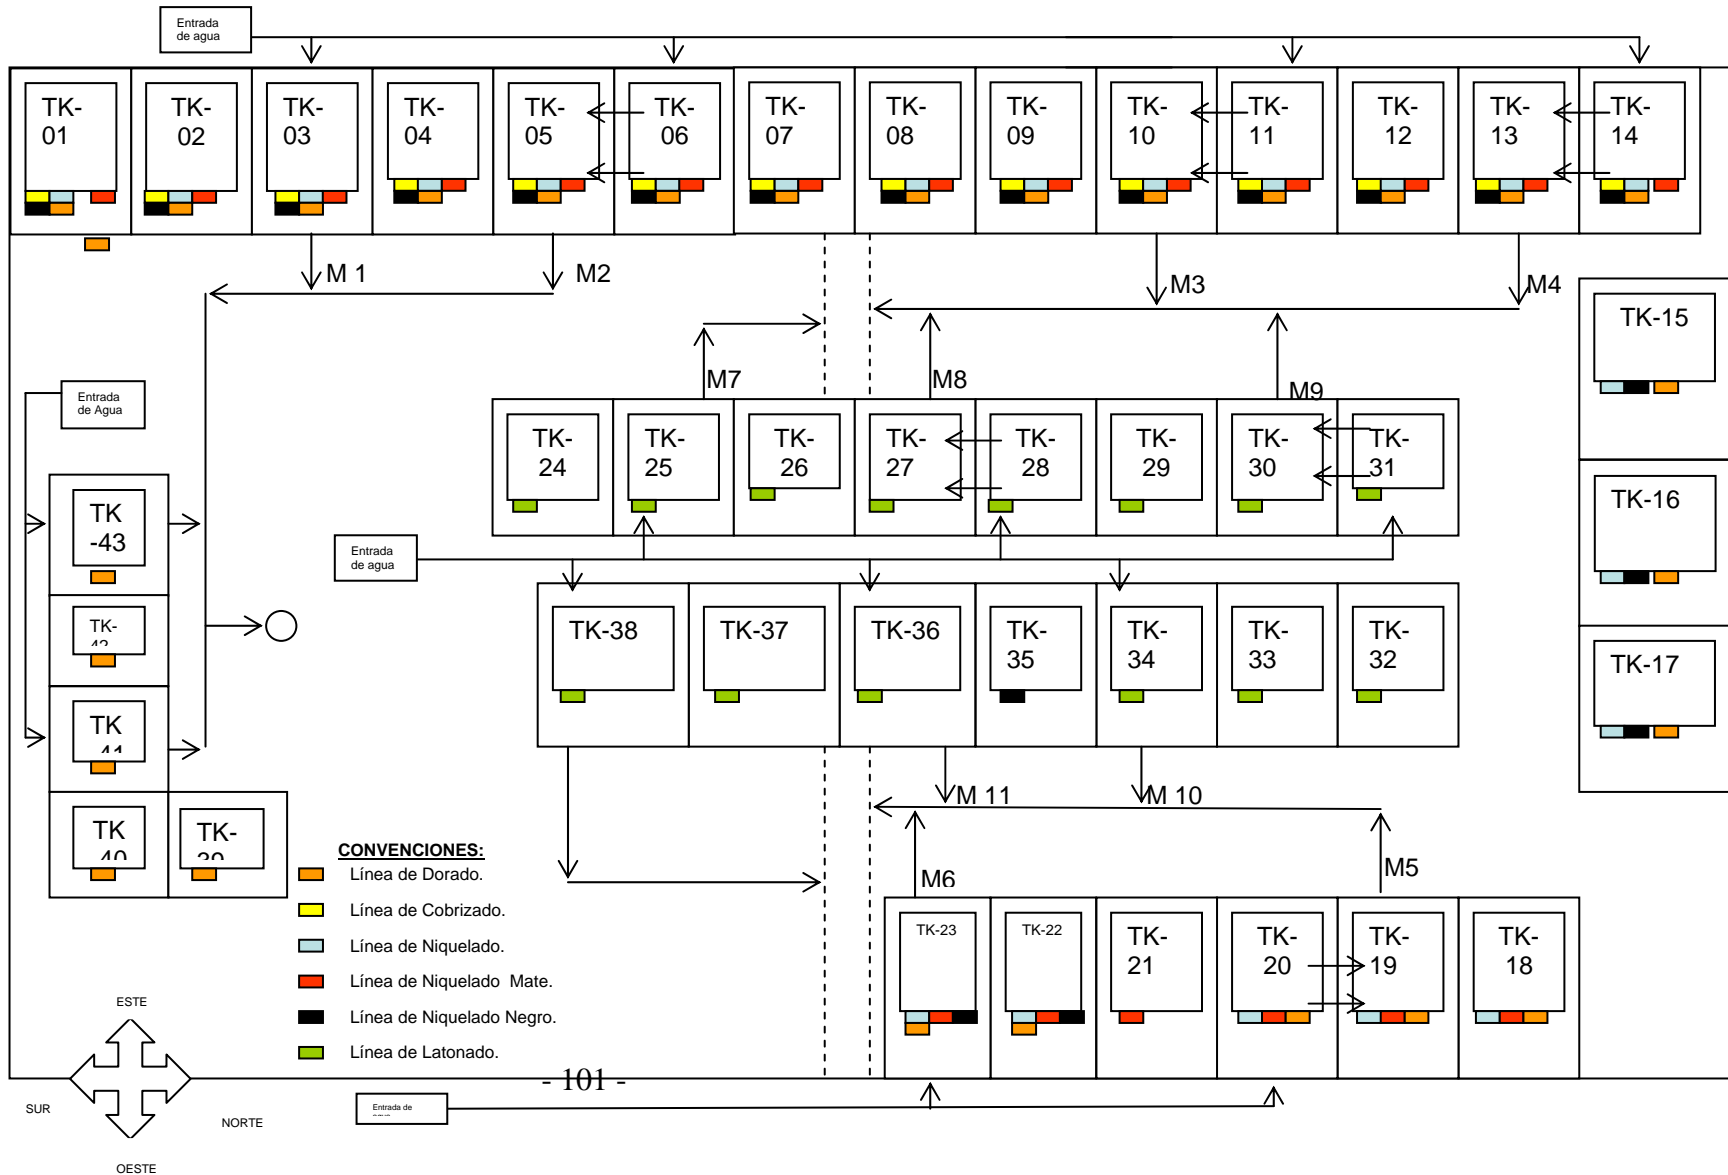 Entrada
de agua
TK-
01
TK-
02
TK-
03
TK-
04
TK-
05
TK-
06
TK-
07
TK-
08
TK-
09
TK-
10
TK-
11
TK-
12
TK-
13
TK-
14
M 1
M2
M3
M4
TK-15
M7
M8
M9
Entrada
de Agua
TK-
24
TK-
25
TK-
26
TK-
27
TK-
28
TK-
29
TK-
30
TK-
31
TK-16
TK
-43
Entrada
de agua
TK-
TK-38
TK-37
TK-36
TK-
35
TK-
34
TK-
33
TK-
32
TK-17
TK
41
M 11
M 10
TK
40
TK-
CONVENCIONES:
Línea de Dorado.
Línea de Cobrizado.
Línea de Niquelado.
Línea de Niquelado Mate.
Línea de Niquelado Negro.
Línea de Latonado.
M6
M5
TK-23
TK-22
TK-
21
TK-
20
TK-
19
TK-
18
ESTE
SUR
NORTE
OESTE
- 101 -
Entrada de